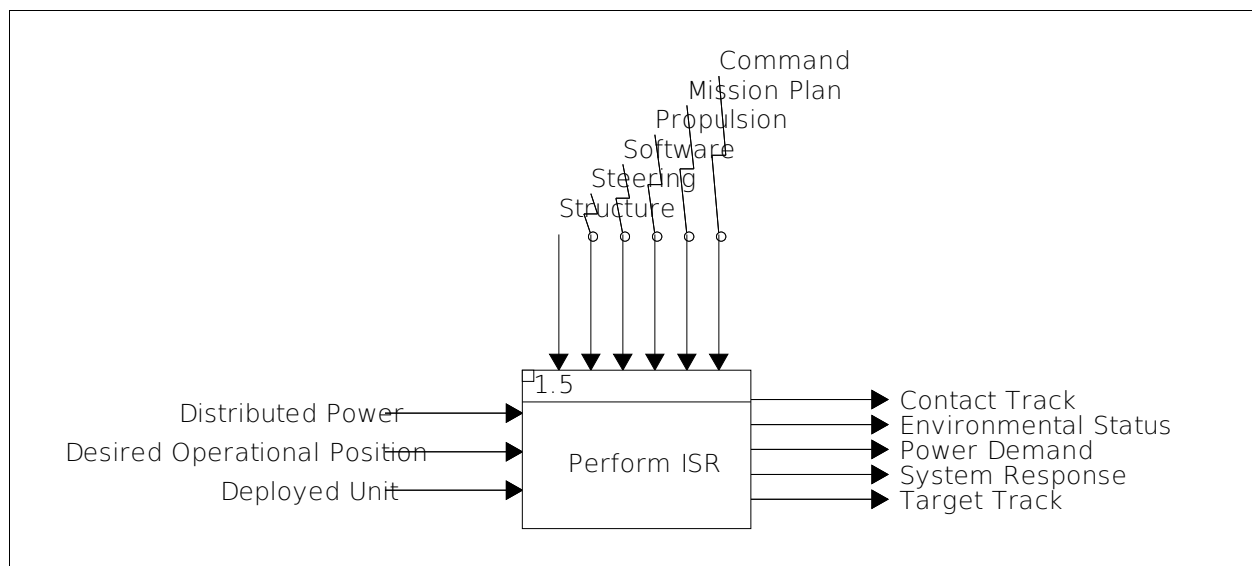 Command
Mission Plan
Propulsion
Software
Steering
Structure
1.5
Perform ISR
Distributed Power
Desired Operational Position
Deployed Unit
Contact Track
Environmental Status
Power Demand
System Response
Target Track